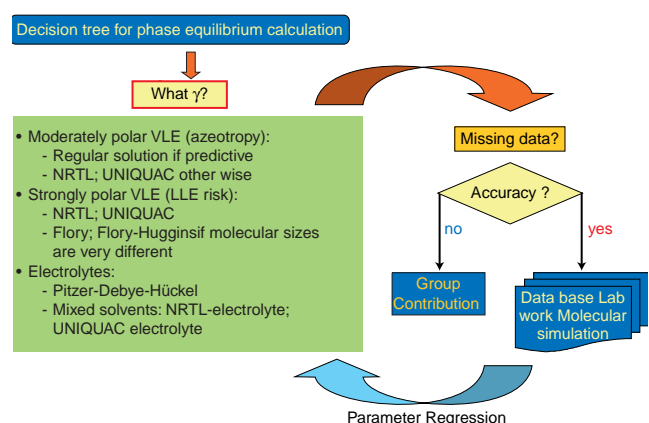 Decision tree for phase equilibrium calculation
What γ?
• Moderately polar VLE (azeotropy):
- Regular solution if predictive
- NRTL; UNIQUAC other wise
• Strongly polar VLE (LLE risk):
- NRTL; UNIQUAC
- Flory; Flory-Hugginsif molecular sizes
are very different
• Electrolytes:
- Pitzer-Debye-Hückel
- Mixed solvents: NRTL-electrolyte;
UNIQUAC electrolyte
Missing data?
Accuracy ?
no
yes
Group
Contribution
Data base Lab
work Molecular
simulation
Parameter Regression